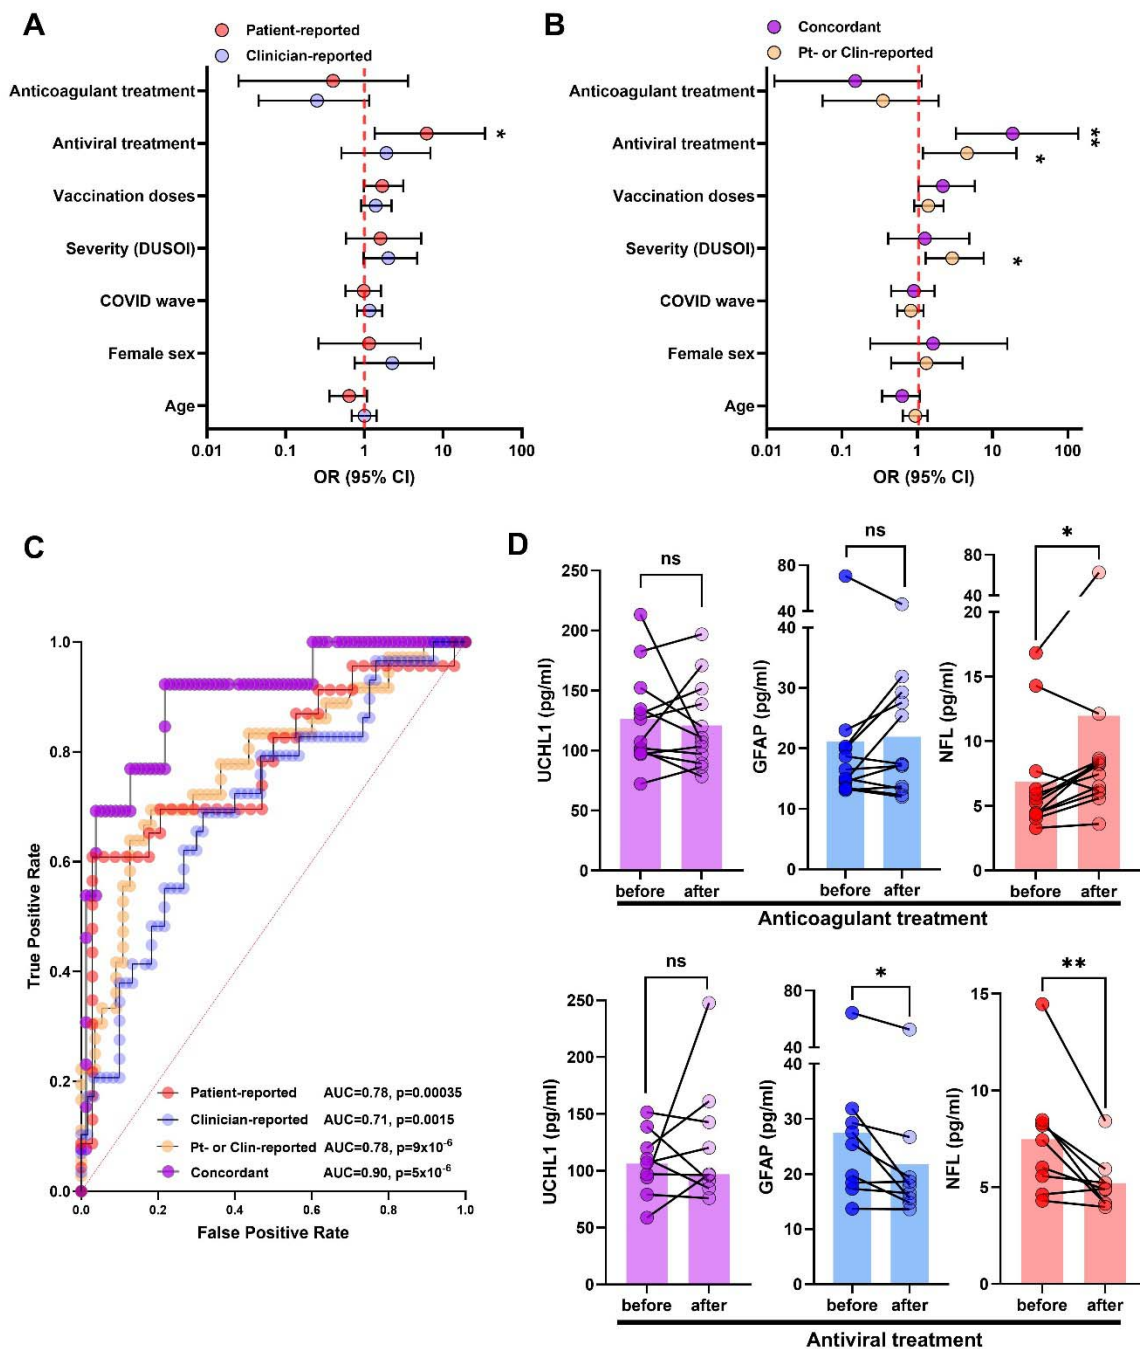 A
Patient-reported
Clinician-reported
Anticoagulant treatment
Antiviral treatment
*
Vaccination doses
Severity (DUSOI)
COVID wave
Female sex
Age
0.01 0.1 1 10 100
OR (95% CI)
B
Concordant
Pt- or Clin-reported
Anticoagulant treatment
Antiviral treatment
**
*
Vaccination doses
Severity (DUSOI)
*
COVID wave
Female sex
Age
0.01 0.1 1 10 100
OR (95% CI)
C
True Positive Rate
1.0
0.8
0.6
0.4
0.2
0.0
Patient-reported AUC=0.78, p=0.00035
Clinician-reported AUC=0.71, p=0.0015
Pt- or Clin-reported AUC=0.78, p=9x10⁻⁶
Concordant AUC=0.90, p=5x10⁻⁶
0.0 0.2 0.4 0.6 0.8 1.0
False Positive Rate
D
UCHL1 (pg/ml)
250
200
150
100
50
0
ns
before after
GFAP (pg/ml)
80
40
40
30
20
10
0
ns
before after
NFL (pg/ml)
80
40
20
15
10
5
0
*
before after
Anticoagulant treatment
UCHL1 (pg/ml)
250
200
150
100
50
0
ns
before after
GFAP (pg/ml)
80
40
40
30
20
10
0
*
before after
NFL (pg/ml)
15
10
5
0
**
before after
Antiviral treatment